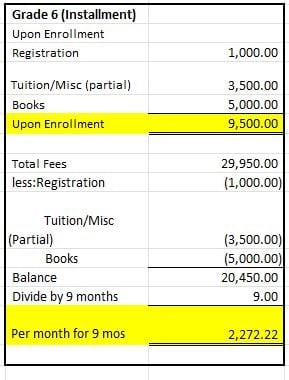 Grade 6 (Installment)
Upon Enrollment
Registration 1,000.00
Tuition/Misc (partial) 3,500.00
Books 5,000.00
Upon Enrollment 9,500.00
Total Fees 29,950.00
less:Registration (1,000.00)
Tuition/Misc
(Partial) (3,500.00)
Books (5,000.00)
Balance 20,450.00
Divide by 9 months 9.00
Per month for 9 mos 2,272.22